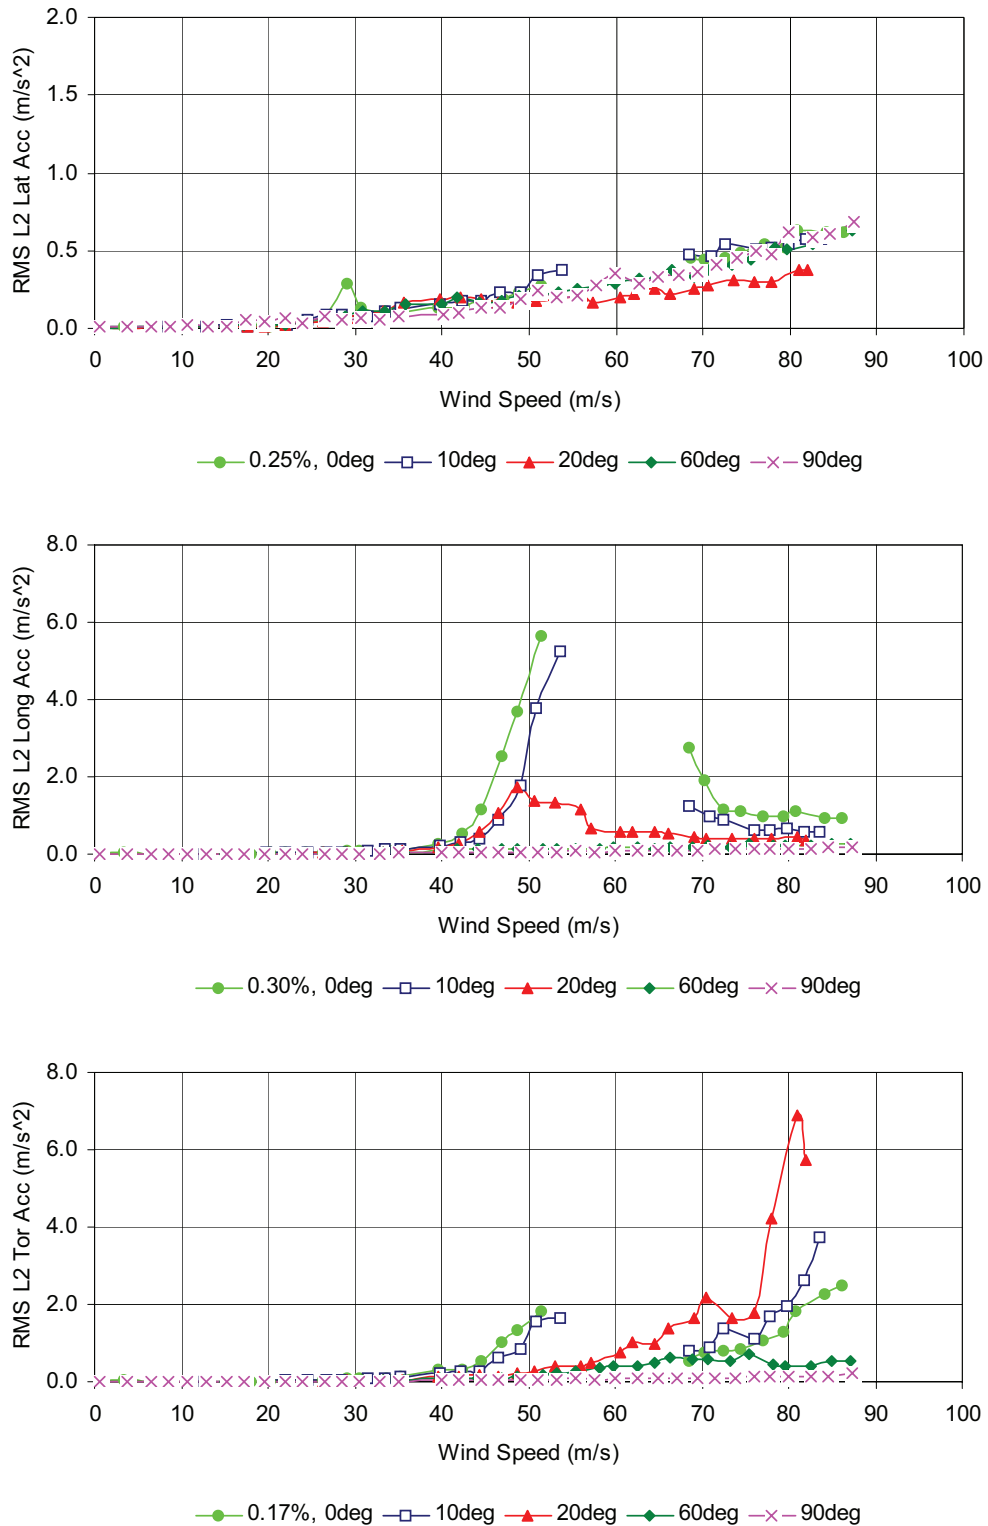 RMS L2 Lat Acc (m/s^2)
2.0
1.5
1.0
0.5
0.0
0 10 20 30 40 50 60 70 80 90 100
Wind Speed (m/s)
0.25%, 0deg 10deg 20deg 60deg 90deg
RMS L2 Long Acc (m/s^2)
8.0
6.0
4.0
2.0
0.0
0 10 20 30 40 50 60 70 80 90 100
Wind Speed (m/s)
0.30%, 0deg 10deg 20deg 60deg 90deg
RMS L2 Tor Acc (m/s^2)
8.0
6.0
4.0
2.0
0.0
0 10 20 30 40 50 60 70 80 90 100
Wind Speed (m/s)
0.17%, 0deg 10deg 20deg 60deg 90deg